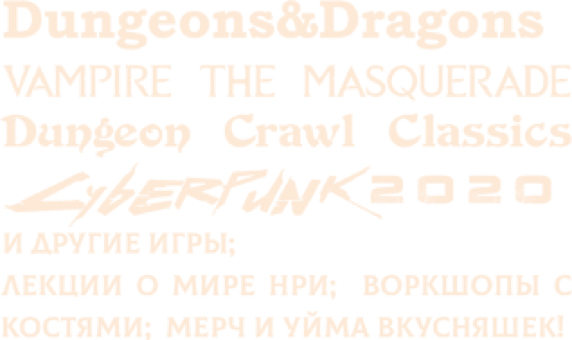 Dungeons&Dragons
VAMPIRE THE MASQUERADE
Dungeon Crawl Classics
CYBERPUNK 2020
И ДРУГИЕ ИГРЫ;
ЛЕКЦИИ О МИРЕ НРИ; ВОРКШОПЫ С
КОСТЯМИ; МЕРЧ И УЙМА ВКУСНЯШЕК!